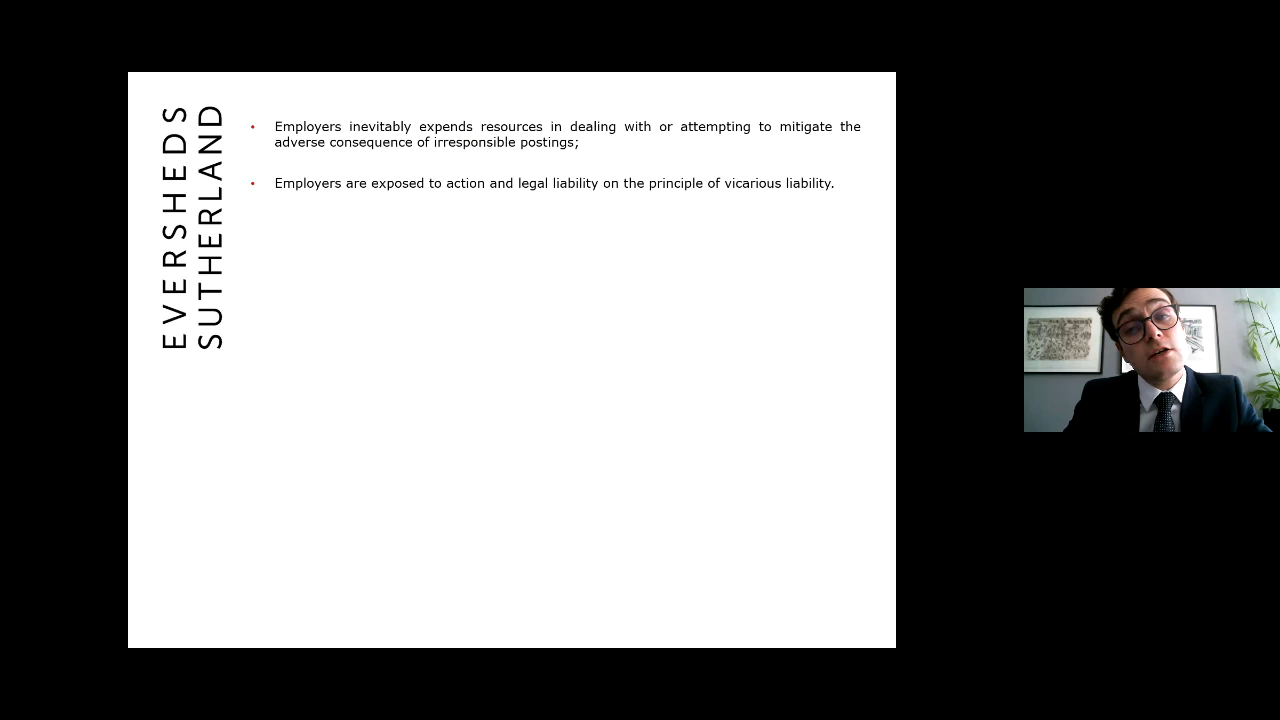 EVERSHEDS
SUTHERLAND
• Employers inevitably expends resources in dealing with or attempting to mitigate the
adverse consequence of irresponsible postings;
• Employers are exposed to action and legal liability on the principle of vicarious liability.